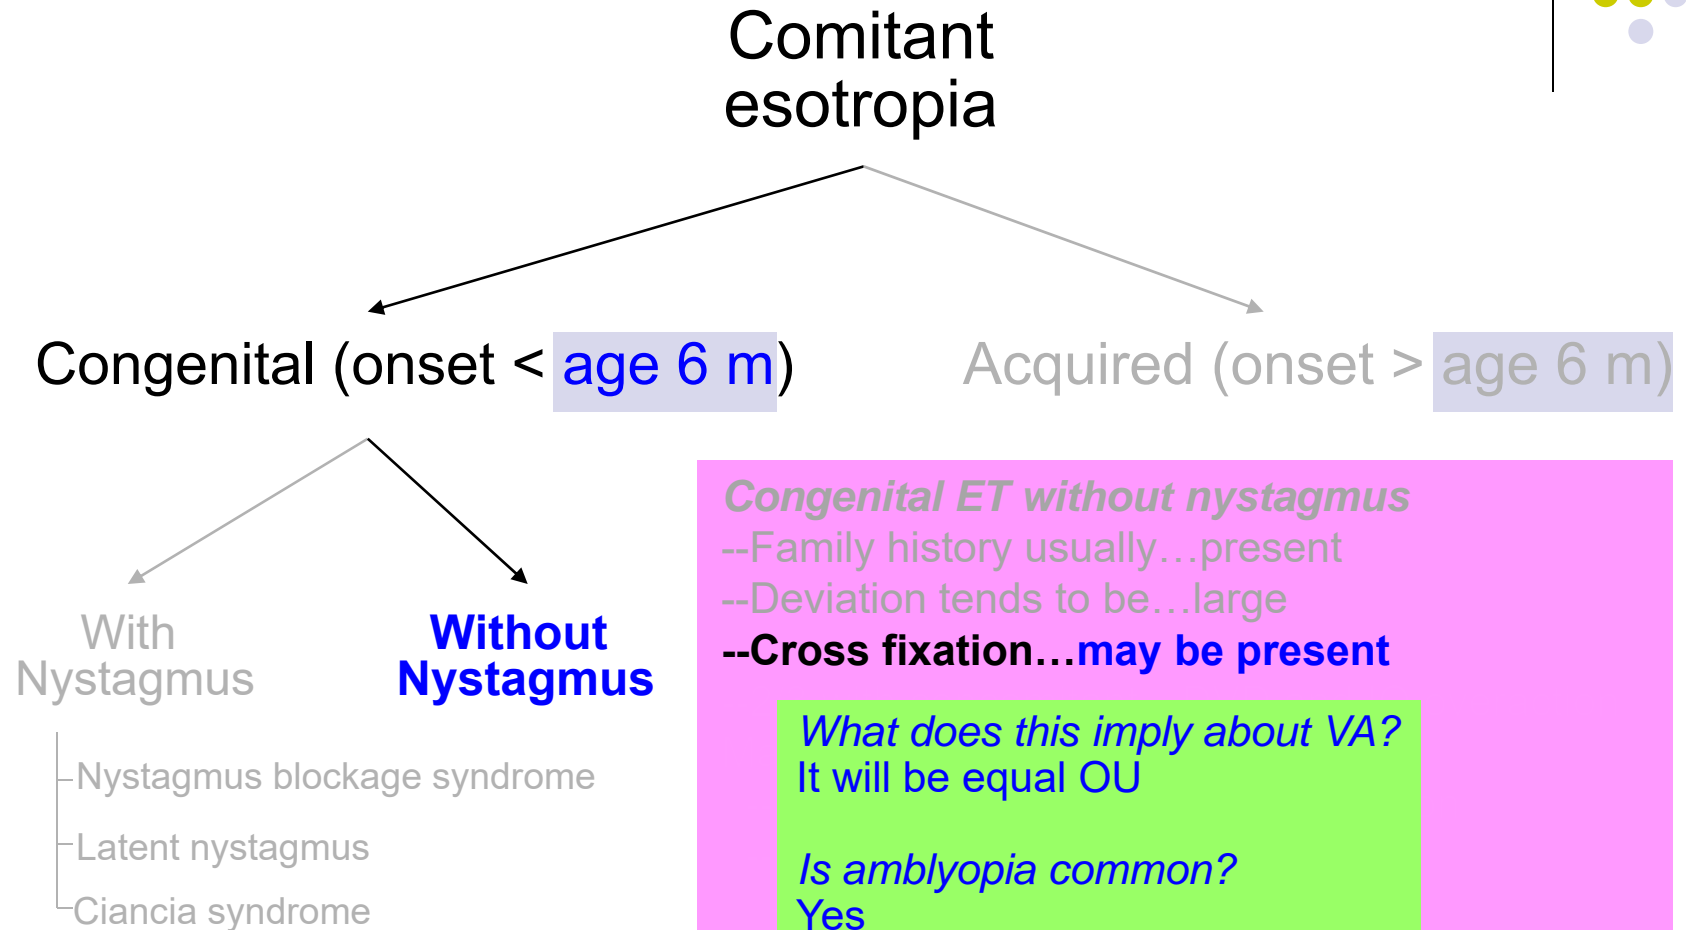 Comitant
esotropia
Congenital (onset < age 6 m)
Acquired (onset > age 6 m)
With
Nystagmus
Without
Nystagmus
Nystagmus blockage syndrome
Latent nystagmus
Ciancia syndrome
Congenital ET without nystagmus
--Family history usually…present
--Deviation tends to be…large
--Cross fixation…may be present
What does this imply about VA?
It will be equal OU
Is amblyopia common?
Yes